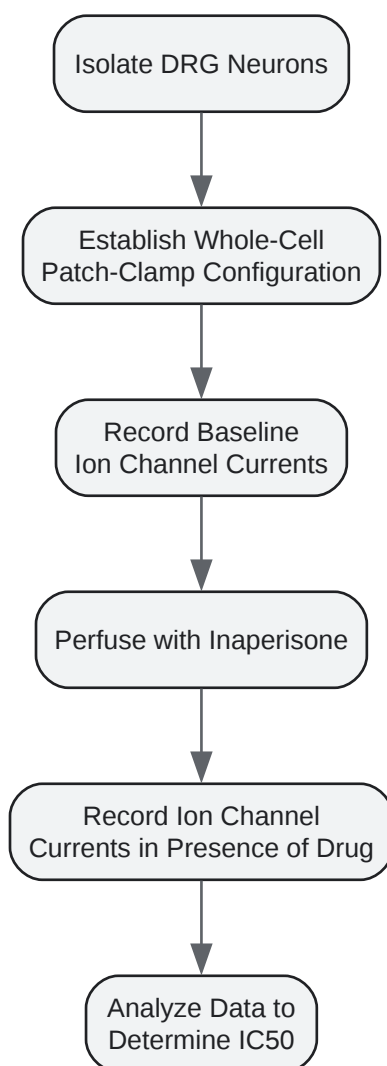 Isolate DRG Neurons
Establish Whole-Cell
Patch-Clamp Configuration
Record Baseline
Ion Channel Currents
Perfuse with Inaperisone
Record Ion Channel
Currents in Presence of Drug
Analyze Data to
Determine IC50